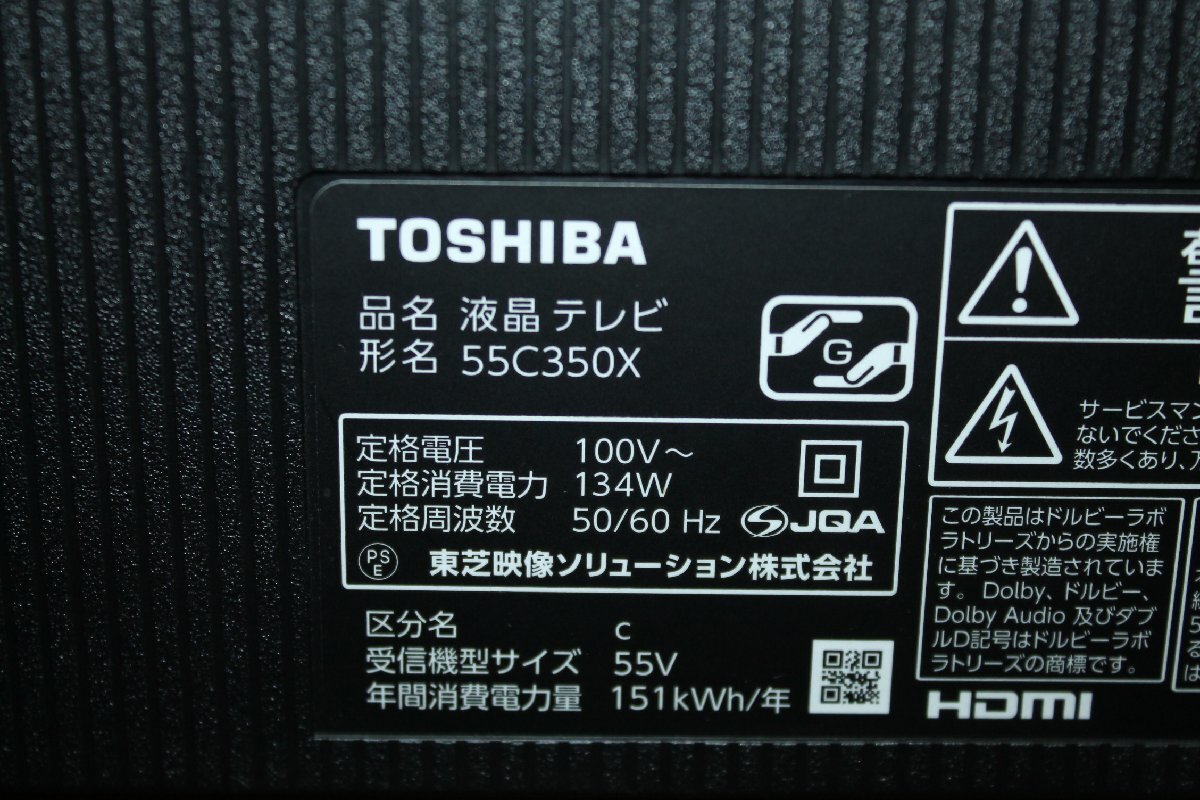 TOSHIBA
品名 液晶 テレビ
形名 55C350X
G
定格電圧 100V～
定格消費電力 134W
定格周波数 50/60 Hz
JQA
PS
E
東芝映像ソリューション株式会社
区分名 C
受信機型サイズ 55V
年間消費電力量 151kWh/年
サービスマ
ないでくださ
数多くあり、
この製品はドルビーラボ
ラトリーズからの実施権
に基づき製造されていま
す。 Dolby、ドルビー、
Dolby Audio 及びダブ
ルD記号はドルビーラボ
ラトリーズの商標です。
HDMI